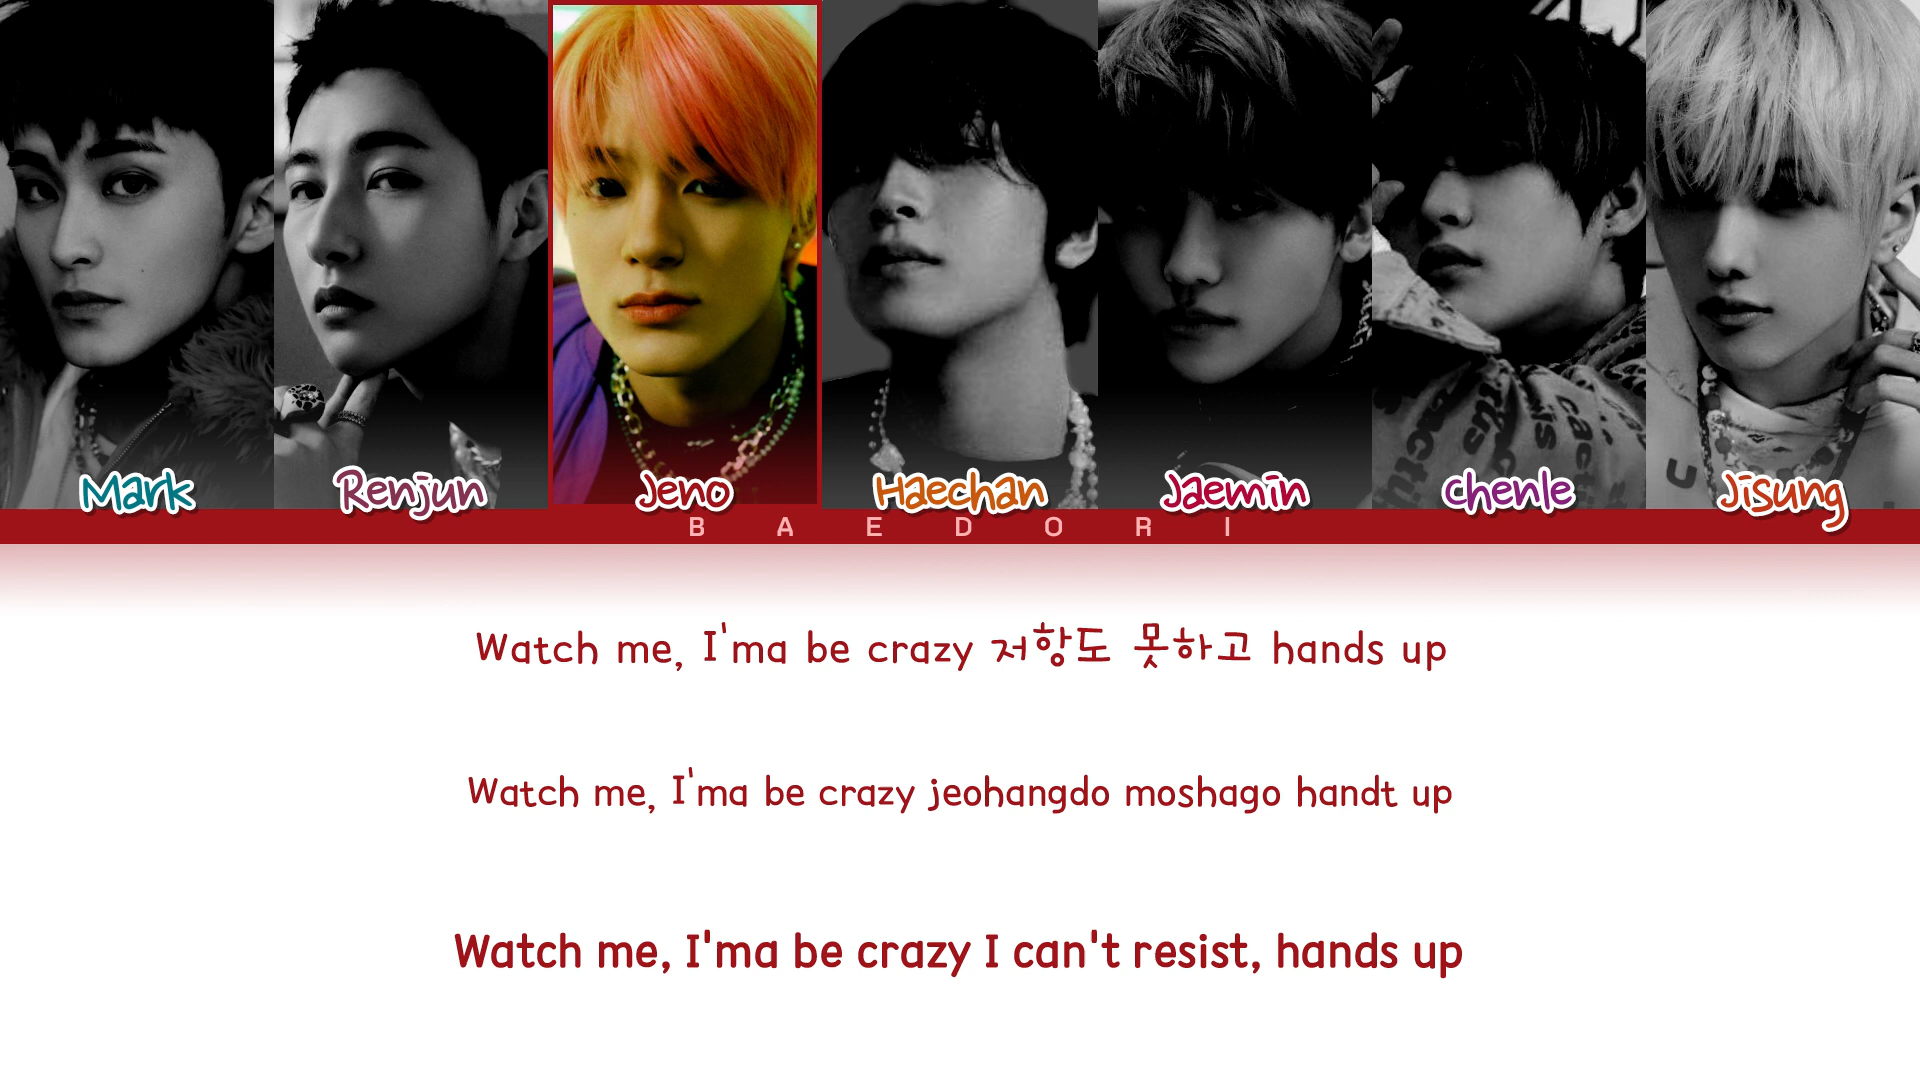 Mark Renjun Jeno Haechan Jaemin Chenle Jisung
B A E D O R I
Watch me, I'ma be crazy 저항도 못하고 hands up
Watch me, I'ma be crazy jeohangdo moshago handt up
Watch me, I'ma be crazy I can't resist, hands up